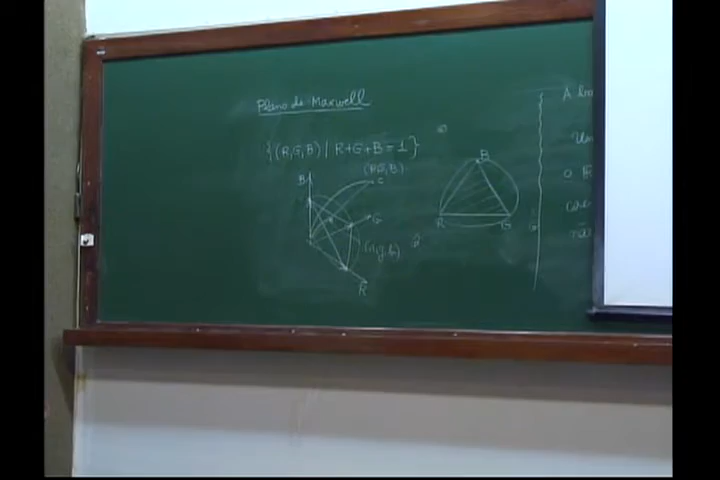 Plano de Maxwell
{(R,G,B) | R+G+B=1}
(R,G,B)
B
C
G
(r,g,b)
R
B
R
G
A